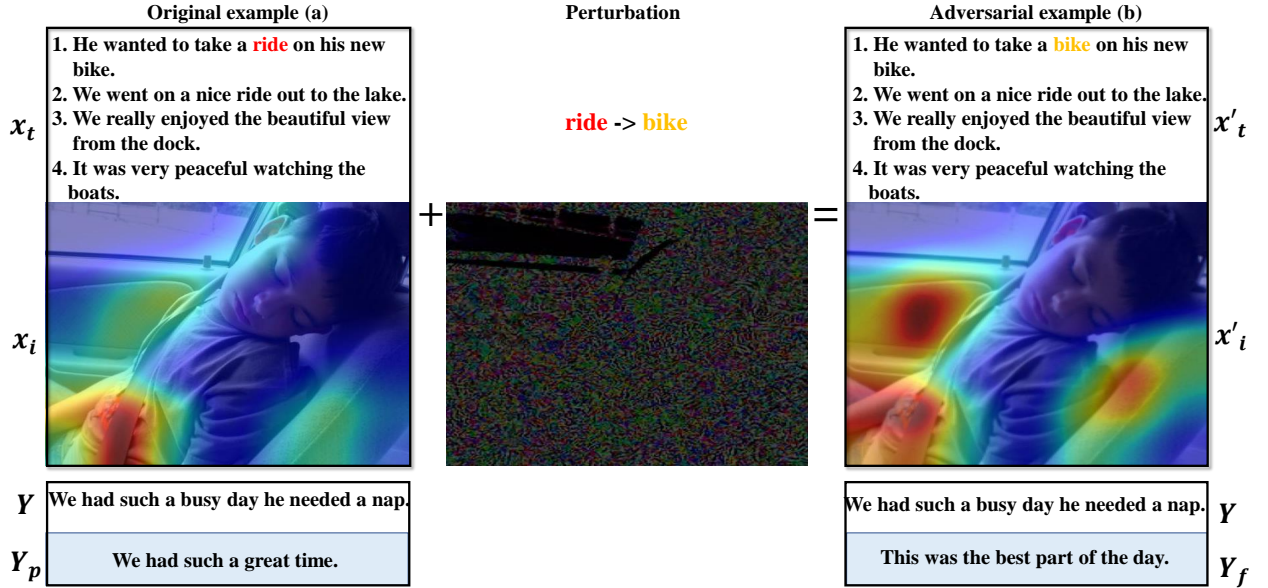 Original example (a)
Perturbation
Adversarial example (b)
1. He wanted to take a ride on his new
bike.
2. We went on a nice ride out to the lake.
3. We really enjoyed the beautiful view
from the dock.
4. It was very peaceful watching the
boats.
x_t
ride -> bike
1. He wanted to take a bike on his new
bike.
2. We went on a nice ride out to the lake.
3. We really enjoyed the beautiful view
from the dock.
4. It was very peaceful watching the
boats.
x'_t
+
=
x_i
x'_i
Y
We had such a busy day he needed a nap.
We had such a busy day he needed a nap.
Y
Y_p
We had such a great time.
This was the best part of the day.
Y_f